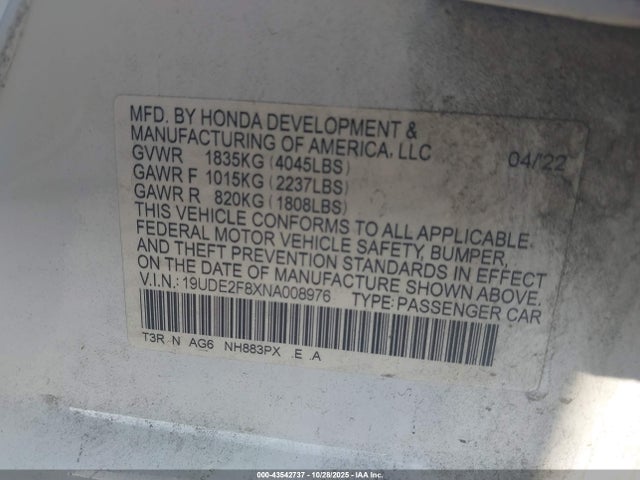 MFD. BY HONDA DEVELOPMENT &
MANUFACTURING OF AMERICA, LLC
GVWR 1835KG (4045LBS) 04/'22
GAWR F 1015KG (2237LBS)
GAWR R 820KG (1808LBS)
THIS VEHICLE CONFORMS TO ALL APPLICABLE
FEDERAL MOTOR VEHICLE SAFETY, BUMPER,
AND THEFT PREVENTION STANDARDS IN EFFECT
ON THE DATE OF MANUFACTURE SHOWN ABOVE.
V.I.N.: 19UDE2F8XNA008976 TYPE: PASSENGER CAR
T3R N AG6 NH883PX .E .A
000-43542737 - 10/28/2025 - IAA Inc.